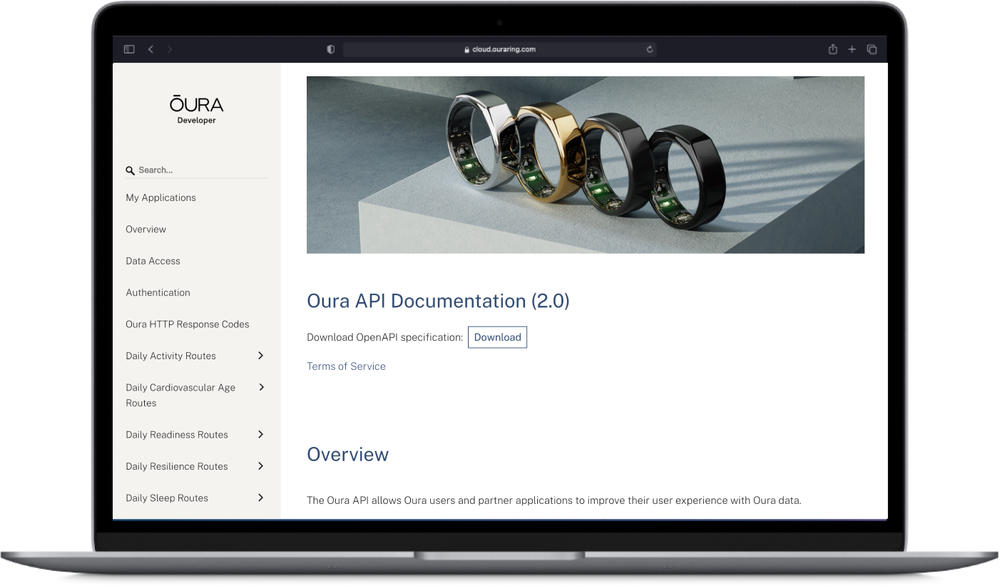 cloud.ouraring.com
ŌURA
Developer
Search...
My Applications
Overview
Data Access
Authentication
Oura HTTP Response Codes
Daily Activity Routes
Daily Cardiovascular Age
Routes
Daily Readiness Routes
Daily Resilience Routes
Daily Sleep Routes
Oura API Documentation (2.0)
Download OpenAPI specification: Download
Terms of Service
Overview
The Oura API allows Oura users and partner applications to improve their user experience with Oura data.